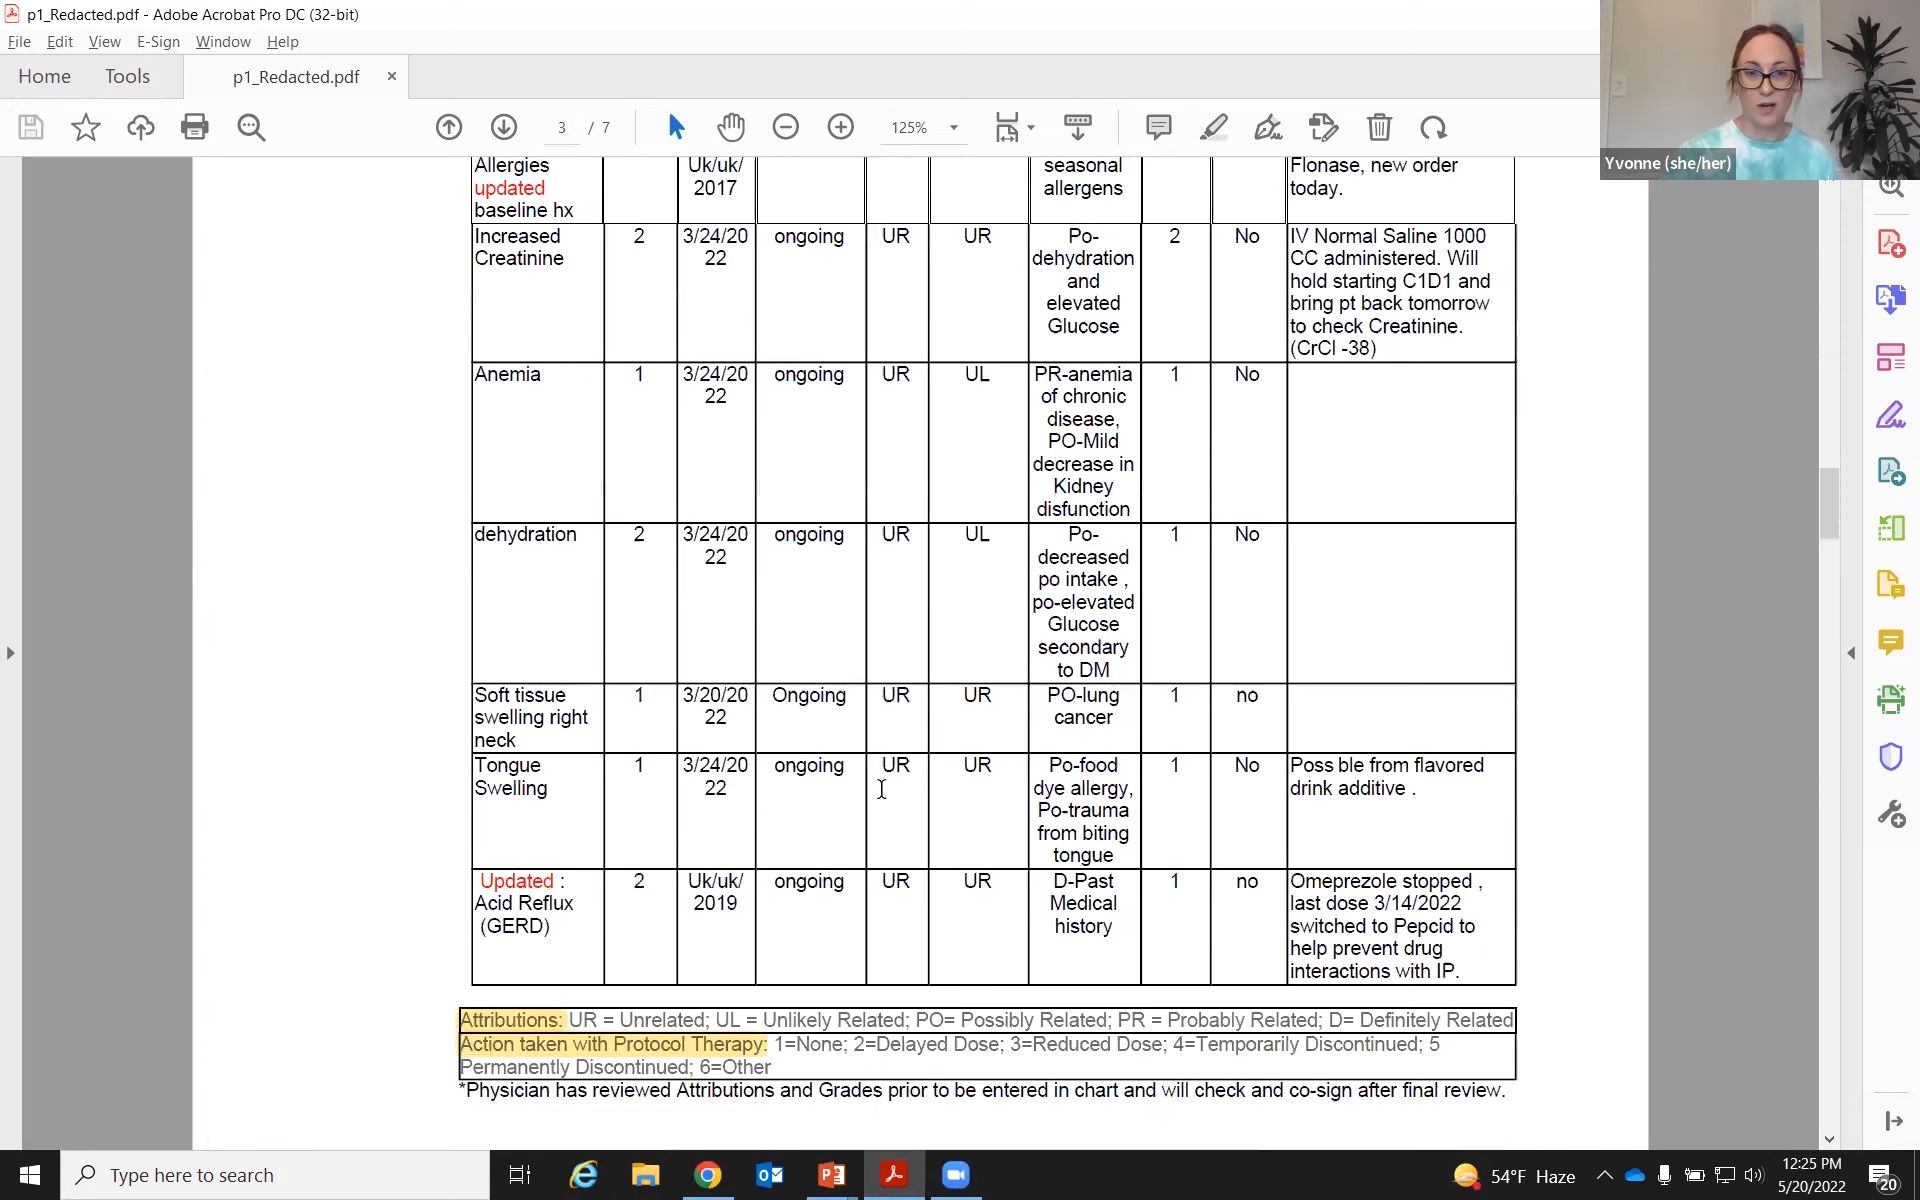 p1_Redacted.pdf - Adobe Acrobat Pro DC (32-bit)
File Edit View E-Sign Window Help
Home Tools p1_Redacted.pdf ×
3 / 7 125%
Yvonne (she/her)
Allergies
updated
baseline hx
Uk/uk/
2017
seasonal
allergens
Flonase, new order
today.
Increased
Creatinine
2
3/24/20
22
ongoing
UR
UR
Po-
dehydration
and
elevated
Glucose
2
No
IV Normal Saline 1000
CC administered. Will
hold starting C1D1 and
bring pt back tomorrow
to check Creatinine.
(CrCl -38)
Anemia
1
3/24/20
22
ongoing
UR
UL
PR-anemia
of chronic
disease,
PO-Mild
decrease in
Kidney
disfunction
1
No
dehydration
2
3/24/20
22
ongoing
UR
UL
Po-
decreased
po intake ,
po-elevated
Glucose
secondary
to DM
1
No
Soft tissue
swelling right
neck
1
3/20/20
22
Ongoing
UR
UR
PO-lung
cancer
1
no
Tongue
Swelling
1
3/24/20
22
ongoing
UR
UR
Po-food
dye allergy,
Po-trauma
from biting
tongue
1
No
Poss ble from flavored
drink additive .
Updated :
Acid Reflux
(GERD)
2
Uk/uk/
2019
ongoing
UR
UR
D-Past
Medical
history
1
no
Omeprezole stopped ,
last dose 3/14/2022
switched to Pepcid to
help prevent drug
interactions with IP.
Attributions: UR = Unrelated; UL = Unlikely Related; PO= Possibly Related; PR = Probably Related; D= Definitely Related
Action taken with Protocol Therapy: 1=None; 2=Delayed Dose; 3=Reduced Dose; 4=Temporarily Discontinued; 5
Permanently Discontinued; 6=Other
*Physician has reviewed Attributions and Grades prior to be entered in chart and will check and co-sign after final review.
Type here to search
54°F Haze
12:25 PM
5/20/2022
20